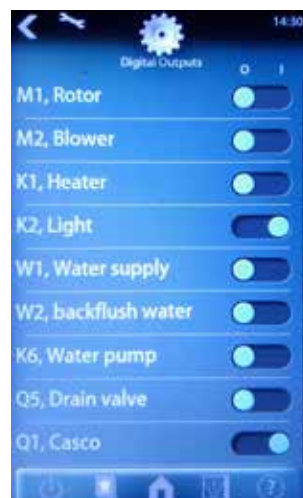 14:30
Digital Outputs
O I
M1, Rotor
M2, Blower
K1, Heater
K2, Light
W1, Water supply
W2, backflush water
K6, Water pump
Q5, Drain valve
Q1, Casco
?